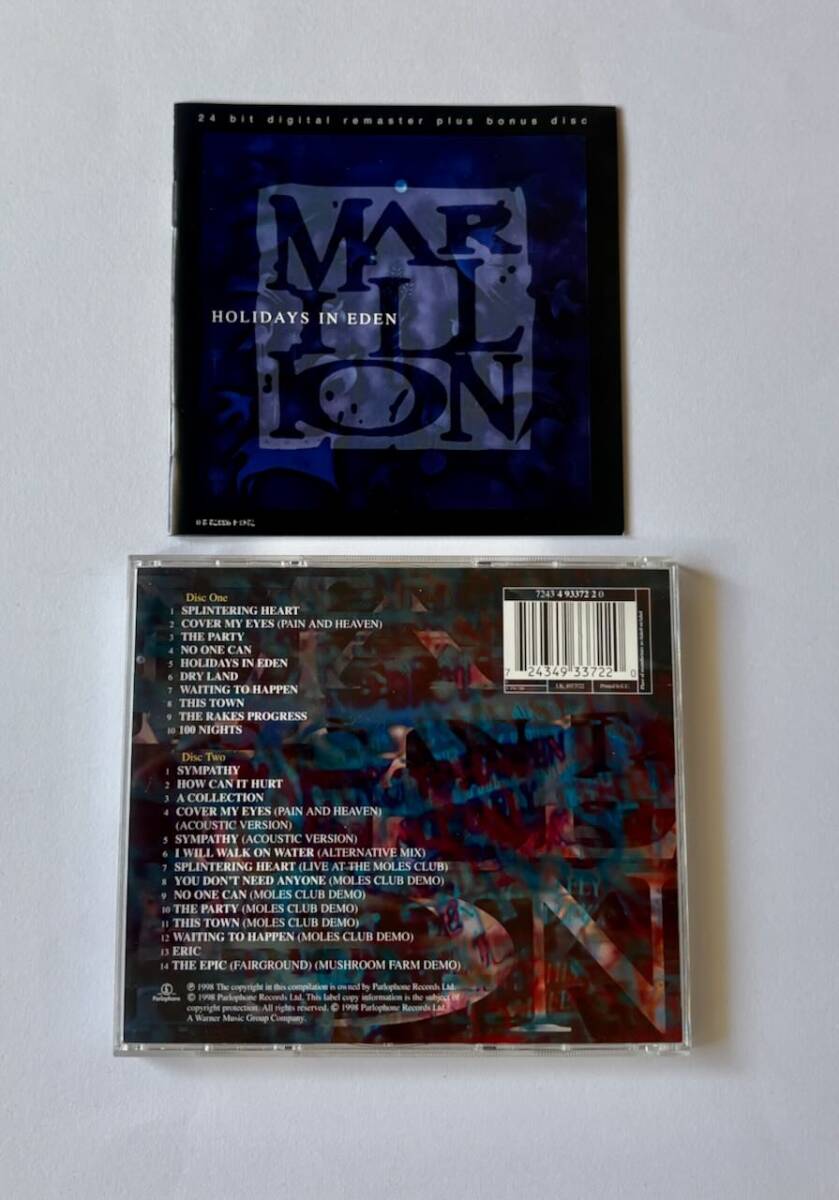 24 bit digital remaster plus bonus disc
MAR
ILL
ION
HOLIDAYS IN EDEN
Disc One
1 SPLINTERING HEART
2 COVER MY EYES (PAIN AND HEAVEN)
3 THE PARTY
4 NO ONE CAN
5 HOLIDAYS IN EDEN
6 DRY LAND
7 WAITING TO HAPPEN
8 THIS TOWN
9 THE RAKES PROGRESS
10 100 NIGHTS
Disc Two
1 SYMPATHY
2 HOW CAN IT HURT
3 A COLLECTION
4 COVER MY EYES (PAIN AND HEAVEN)
(ACOUSTIC VERSION)
5 SYMPATHY (ACOUSTIC VERSION)
6 I WILL WALK ON WATER (ALTERNATIVE MIX)
7 SPLINTERING HEART (LIVE AT THE MOLES CLUB)
8 YOU DON'T NEED ANYONE (MOLES CLUB DEMO)
9 NO ONE CAN (MOLES CLUB DEMO)
10 THE PARTY (MOLES CLUB DEMO)
11 THIS TOWN (MOLES CLUB DEMO)
12 WAITING TO HAPPEN (MOLES CLUB DEMO)
13 ERIC
14 THE EPIC (FAIRGROUND) (MUSHROOM FARM DEMO)
Parlophone
℗ 1998 The copyright in this compilation is owned by Parlophone Records Ltd.
© 1998 Parlophone Records Ltd. This label copy information is the subject of
copyright protection. All rights reserved. © 1998 Parlophone Records Ltd.
A Warner Music Group Company.
7243 4 93372 2 0
7 24349 33722 0